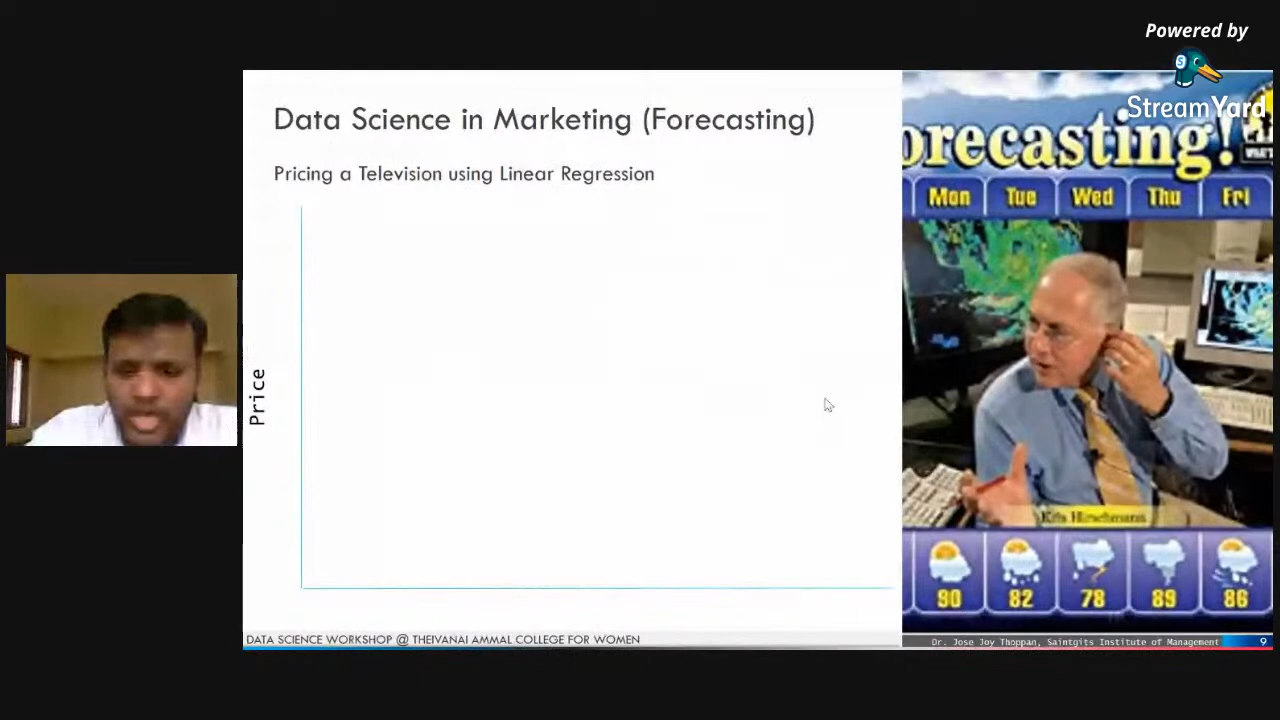 Powered by
StreamYard
Data Science in Marketing (Forecasting)
Pricing a Television using Linear Regression
Price
orecasting!
Mon Tue Wed Thu Fri
Kris Hirschmann
90 82 78 89 86
DATA SCIENCE WORKSHOP @ THEIVANAI AMMAL COLLEGE FOR WOMEN
Dr. Jose Joy Thoppan, Saintgits Institute of Management 9